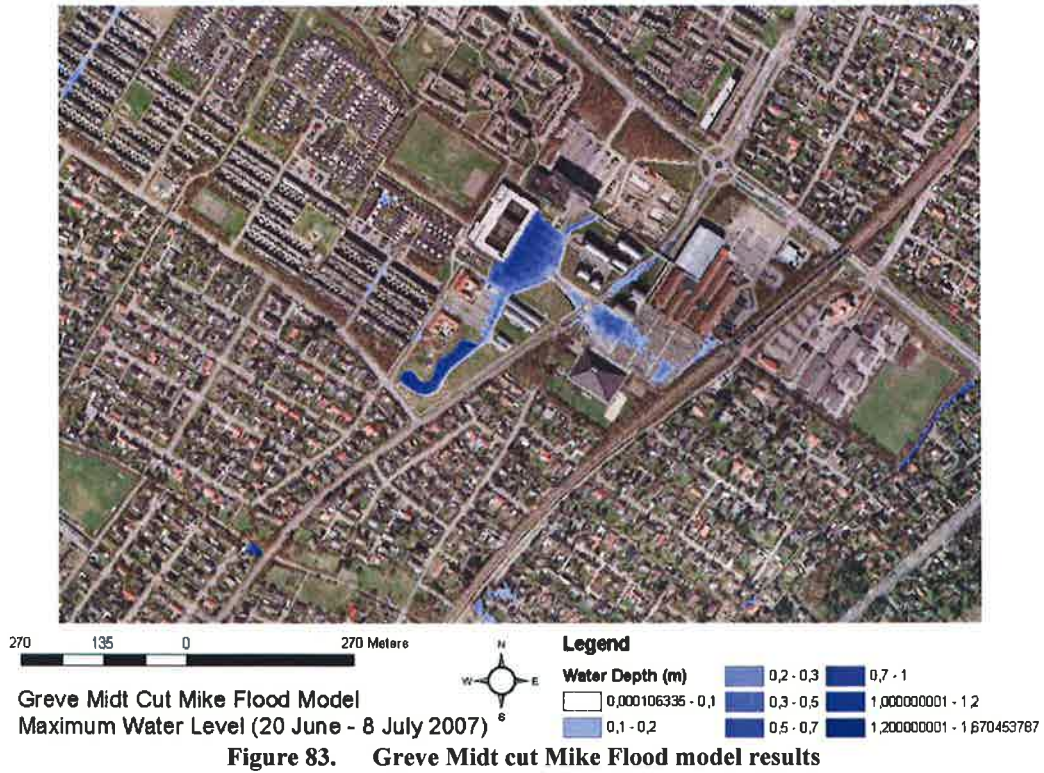 270 135 0 270 Meters
N
W E
S
Greve Midt Cut Mike Flood Model
Maximum Water Level (20 June - 8 July 2007)
Legend
Water Depth (m)
0,000106335 - 0,1
0,1 - 0,2
0,2 - 0,3
0,3 - 0,5
0,5 - 0,7
0,7 - 1
1,000000001 - 1,2
1,200000001 - 1,670453787
Figure 83. Greve Midt cut Mike Flood model results